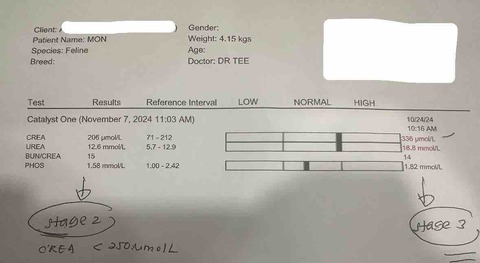 Client:
Gender:
Patient Name: MON
Weight: 4.15 kgs
Species: Feline
Age:
Breed:
Doctor: DR TEE
Test Results Reference Interval LOW NORMAL HIGH
Catalyst One (November 7, 2024 11:03 AM) 10/24/24
10:16 AM
CREA 206 µmol/L 71 - 212 336 µmol/L
UREA 12.6 mmol/L 5.7 - 12.9 16.8 mmol/L
BUN/CREA 15 14
PHOS 1.58 mmol/L 1.00 - 2.42 1.82 mmol/L
Stage 2 Stage 3
CREA < 250 µmol/L